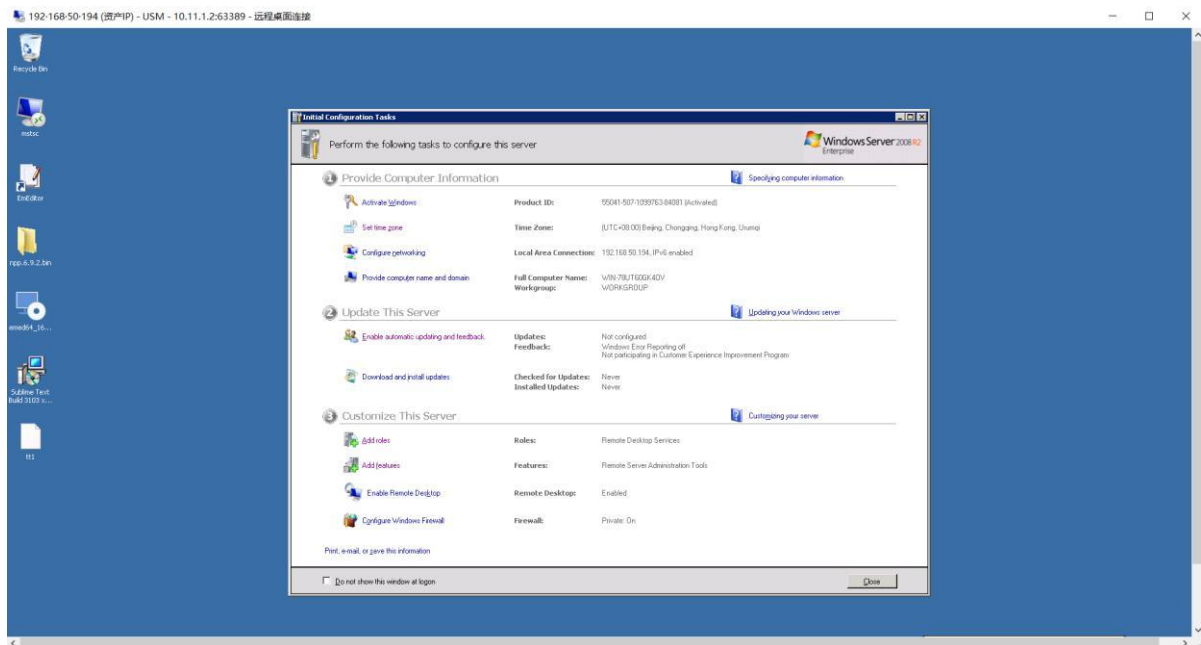 192-168-50-194 (资产IP) - USM - 10.11.1.2:63389 - 远程桌面连接
Recycle Bin
mstsc
EmEditor
npp.6.9.2.bin
emed64_16...
Sublime Text
Build 3103 x...
tt1
Initial Configuration Tasks
Perform the following tasks to configure this server
Windows Server 2008 R2
Enterprise
1 Provide Computer Information
Specifying computer information
Activate Windows
Product ID:
55041-507-1099763-84081 (Activated)
Set time zone
Time Zone:
(UTC+08:00) Beijing, Chongqing, Hong Kong, Urumqi
Configure networking
Local Area Connection:
192.168.50.194, IPv6 enabled
Provide computer name and domain
Full Computer Name:
Workgroup:
WORKGROUP
2 Update This Server
Updating your Windows server
Enable automatic updating and feedback
Updates:
Not configured
Feedback:
Windows Error Reporting off
Not participating in Customer Experience Improvement Program
Download and install updates
Checked for Updates:
Never
Installed Updates:
Never
3 Customize This Server
Customizing your server
Add roles
Roles:
Remote Desktop Services
Add features
Features:
Remote Server Administration Tools
Enable Remote Desktop
Remote Desktop:
Enabled
Configure Windows Firewall
Firewall:
Private: On
Print, e-mail, or save this information
Do not show this window at logon
Close